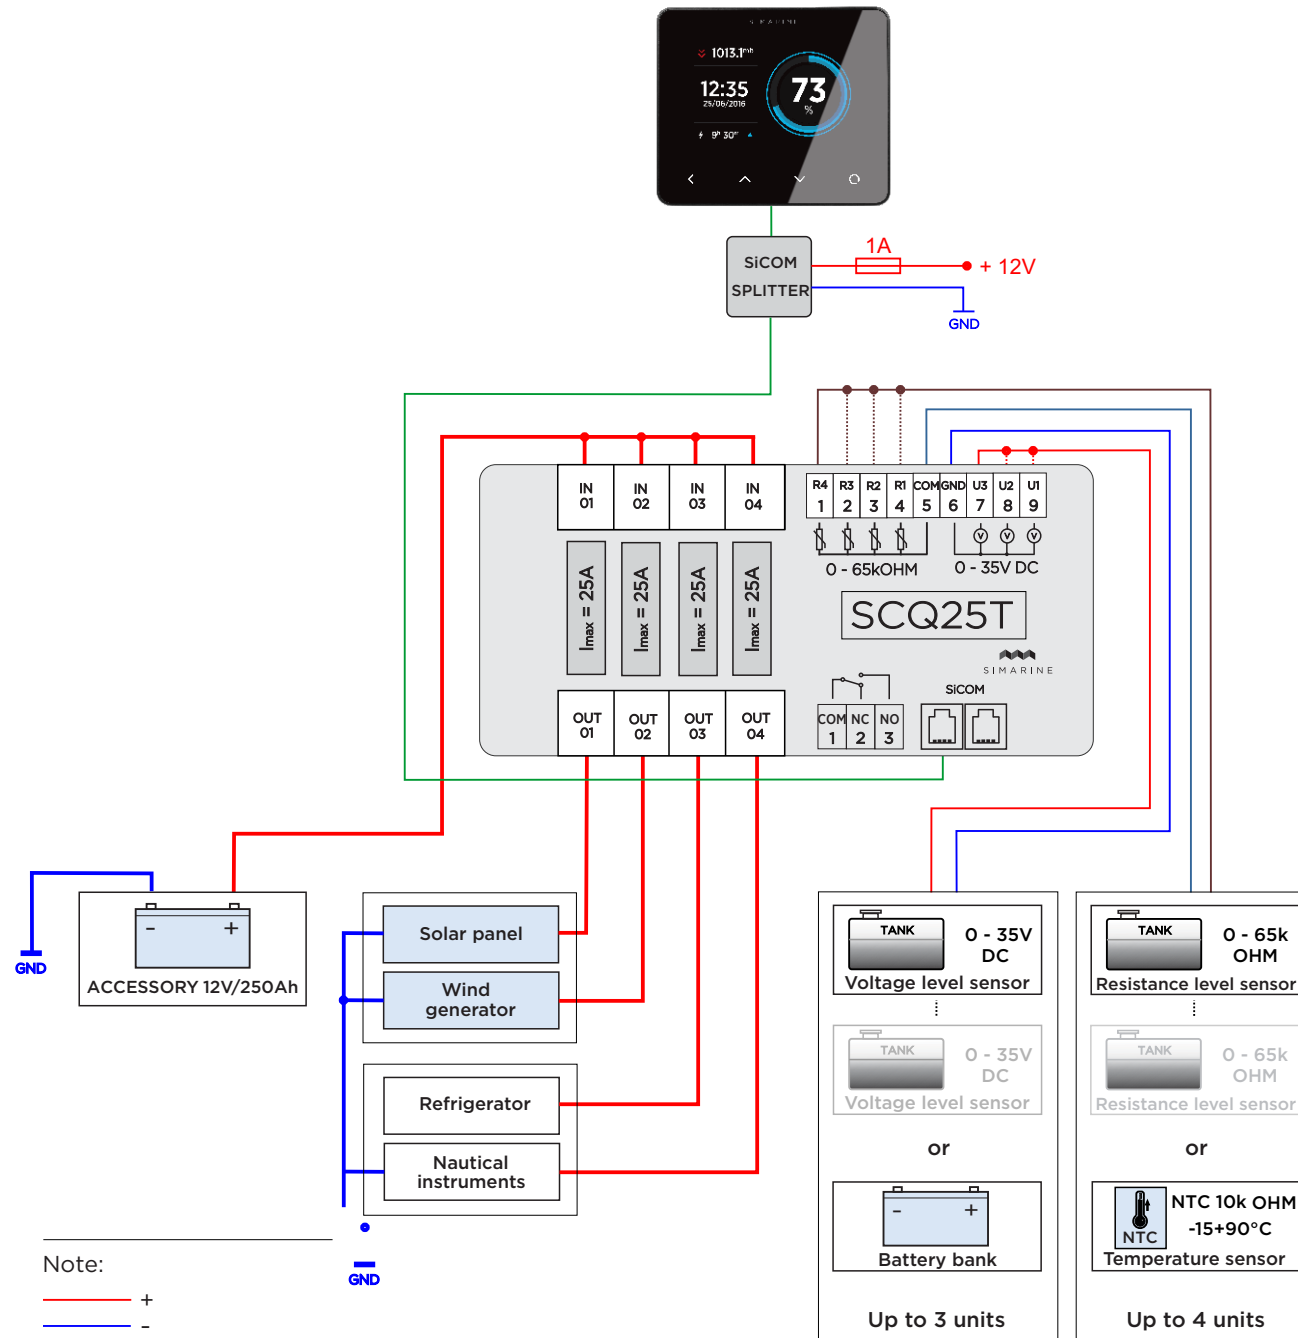 SIMARINE
1013.1mb
12:35
25/06/2016
73
%
9h 30m
SiCOM
SPLITTER
1A
+ 12V
GND
IN
01
IN
02
IN
03
IN
04
R4 R3 R2 R1 COM GND U3 U2 U1
1 2 3 4 5 6 7 8 9
V V V
0 - 65kOHM
0 - 35V DC
Imax = 25A
Imax = 25A
Imax = 25A
Imax = 25A
SCQ25T
SIMARINE
SiCOM
COM NC NO
1 2 3
OUT
01
OUT
02
OUT
03
OUT
04
GND
- +
ACCESSORY 12V/250Ah
Solar panel
Wind
generator
Refrigerator
Nautical
instruments
GND
TANK
0 - 35V
DC
Voltage level sensor
TANK
0 - 35V
DC
Voltage level sensor
or
- +
Battery bank
Up to 3 units
TANK
0 - 65k
OHM
Resistance level sensor
TANK
0 - 65k
OHM
Resistance level sensor
or
NTC
NTC 10k OHM
-15+90°C
Temperature sensor
Up to 4 units
Note:
+
-